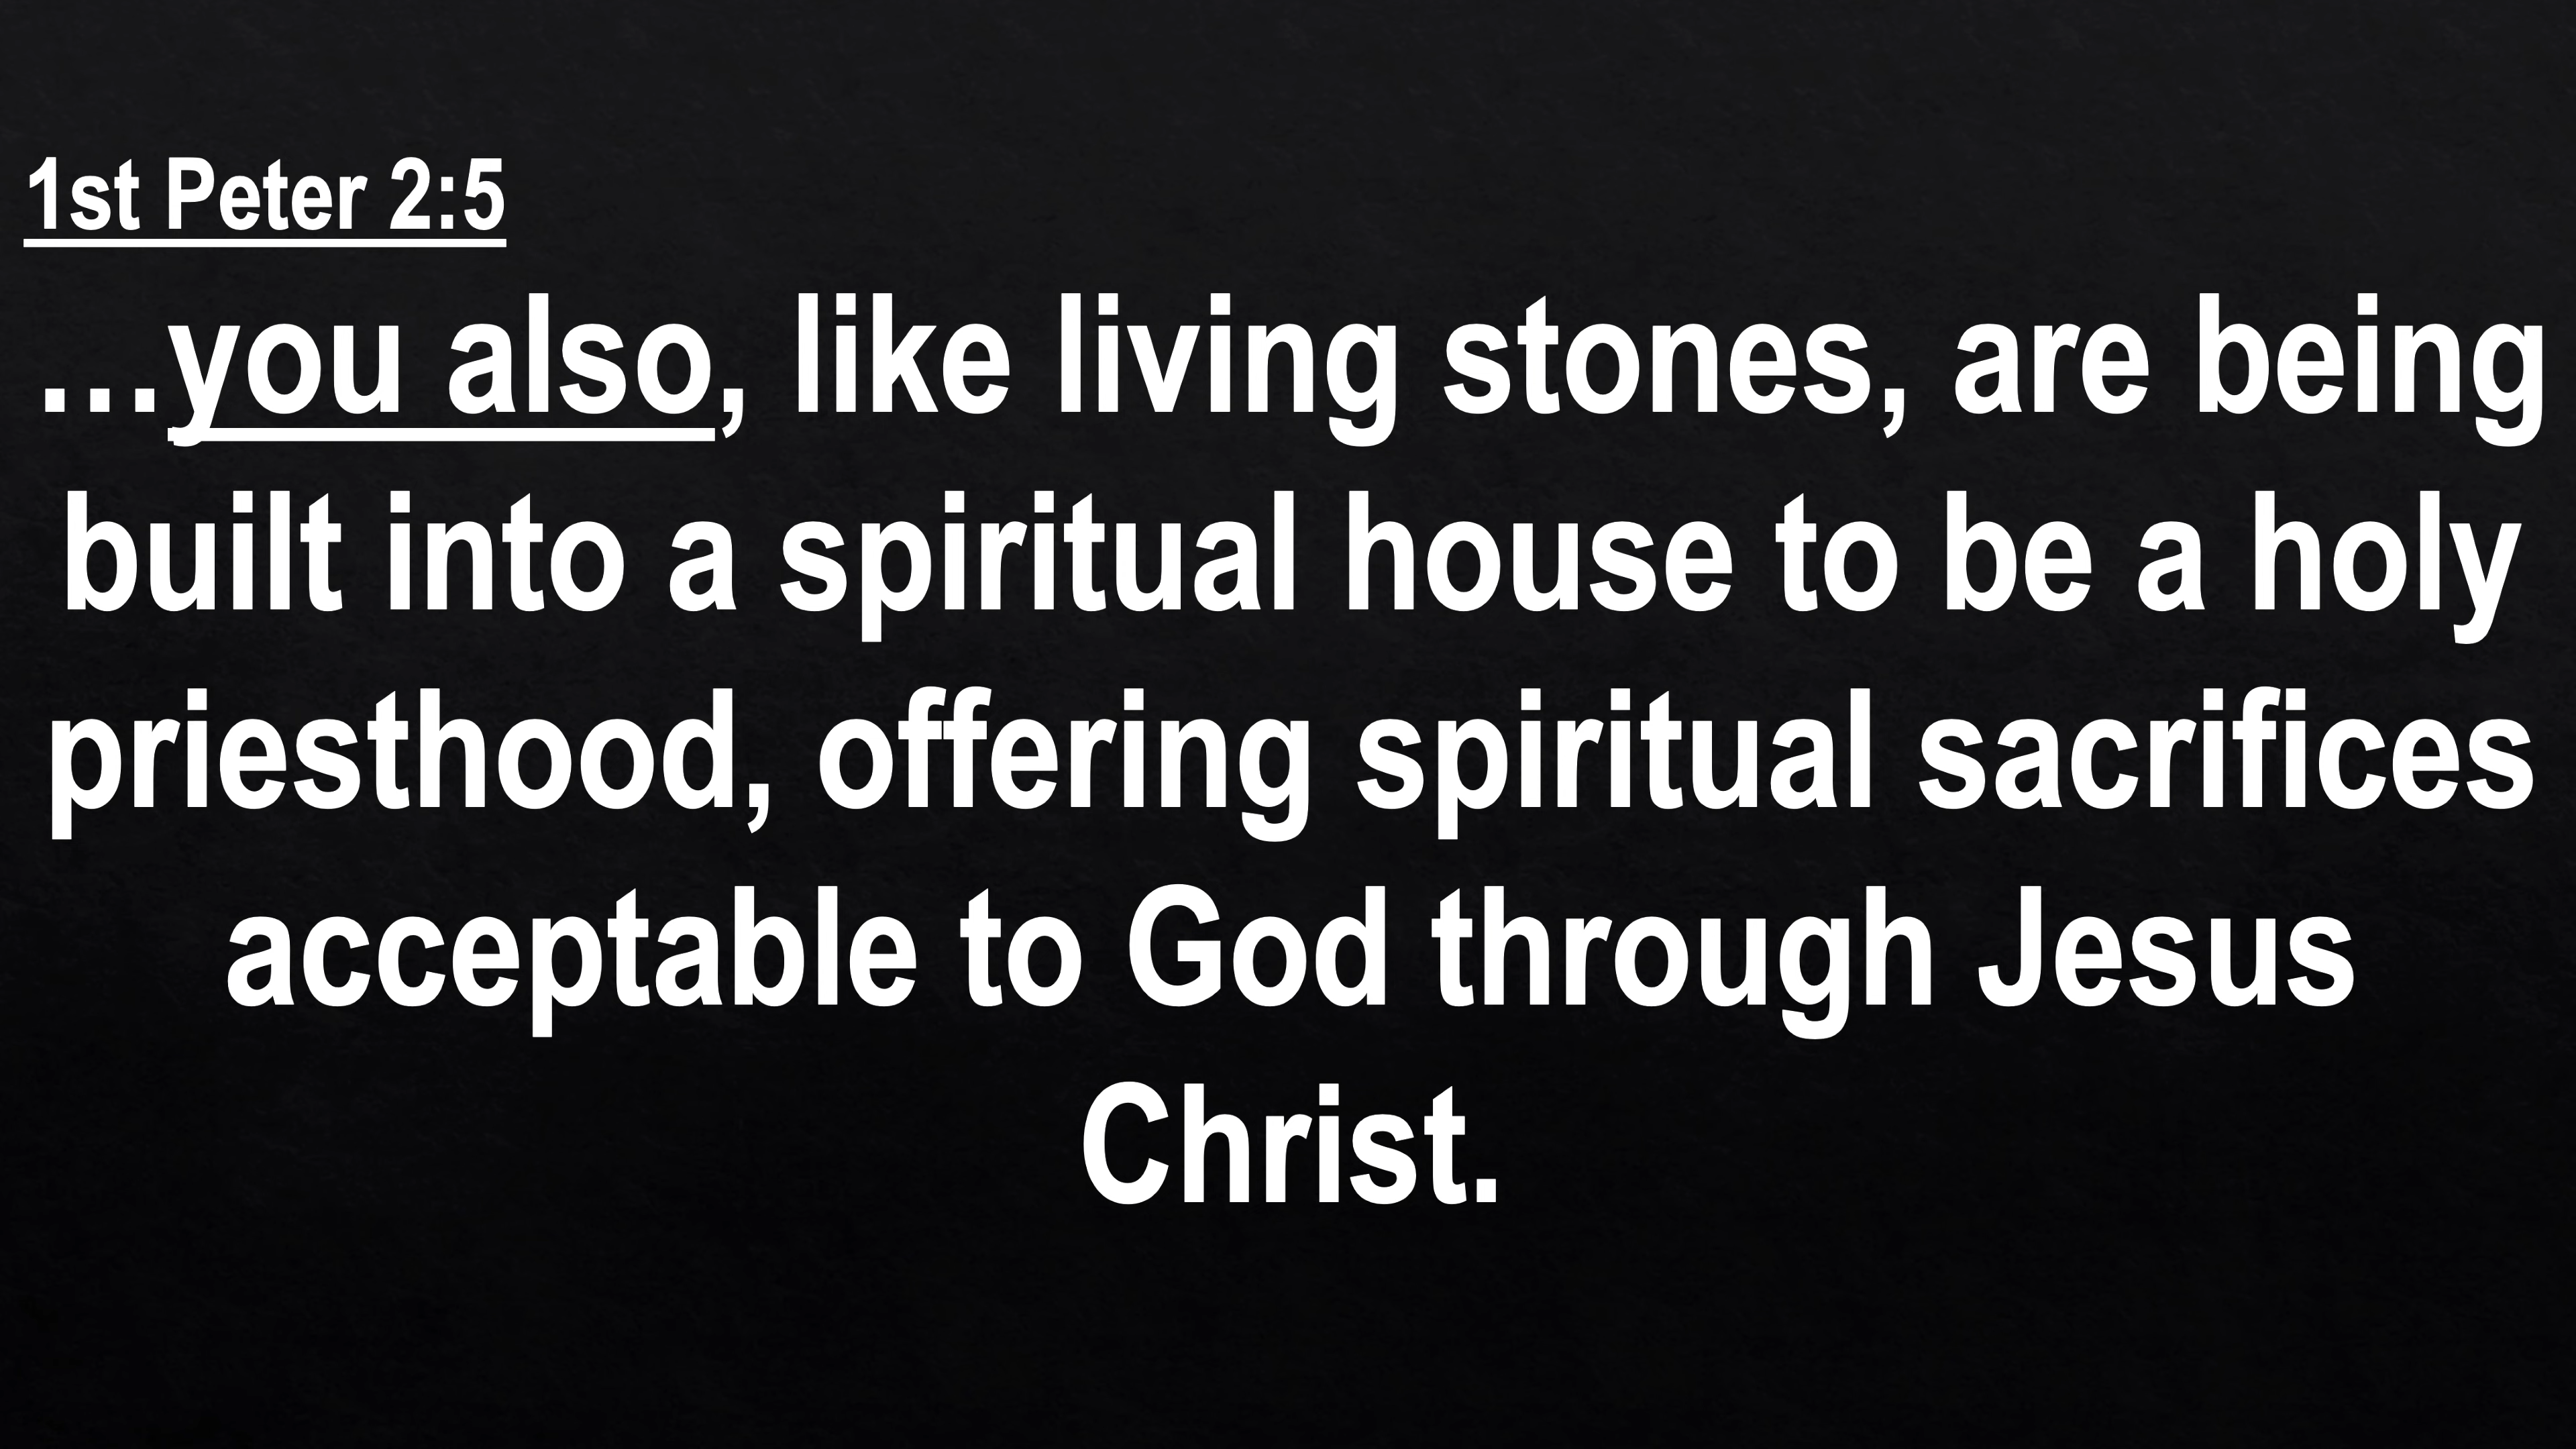 1st Peter 2:5
…you also, like living stones, are being
built into a spiritual house to be a holy
priesthood, offering spiritual sacrifices
acceptable to God through Jesus
Christ.